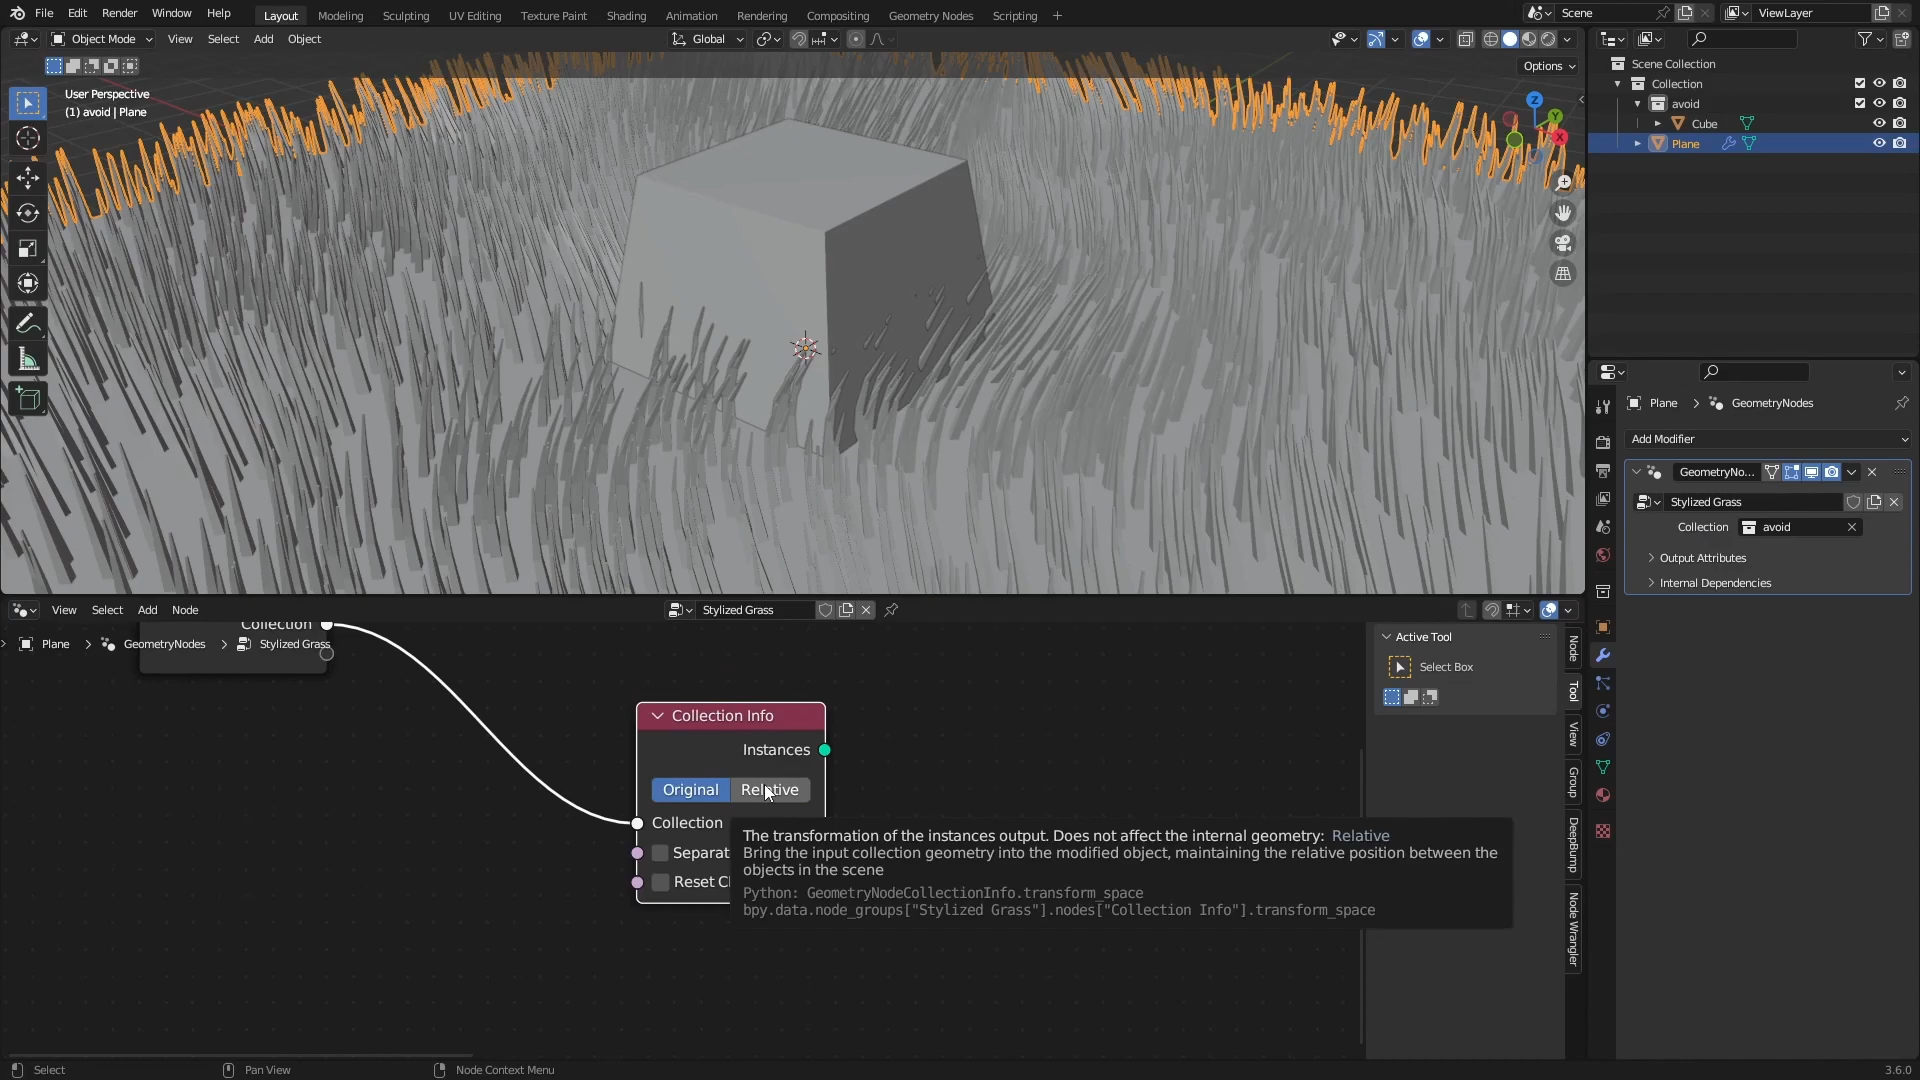 File Edit Render Window Help Layout Modeling Sculpting UV Editing Texture Paint Shading Animation Rendering Compositing Geometry Nodes Scripting Scene ViewLayer
Object Mode View Select Add Object Global
Options
User Perspective
(1) avoid | Plane
Z
Y
X
Scene Collection
Collection
avoid
Cube
Plane
Plane GeometryNodes
Add Modifier
GeometryNo...
Stylized Grass
Collection avoid
Output Attributes
Internal Dependencies
View Select Add Node Stylized Grass
Collection
Plane GeometryNodes Stylized Grass
Collection Info
Instances
Original Relative
Collection
Separat
Reset C
The transformation of the instances output. Does not affect the internal geometry: Relative
Bring the input collection geometry into the modified object, maintaining the relative position between the
objects in the scene
Python: GeometryNodeCollectionInfo.transform_space
bpy.data.node_groups["Stylized Grass"].nodes["Collection Info"].transform_space
Active Tool
Select Box
Node
Tool
View
Group
DeepBump
Node Wrangler
Select Pan View Node Context Menu 3.6.0